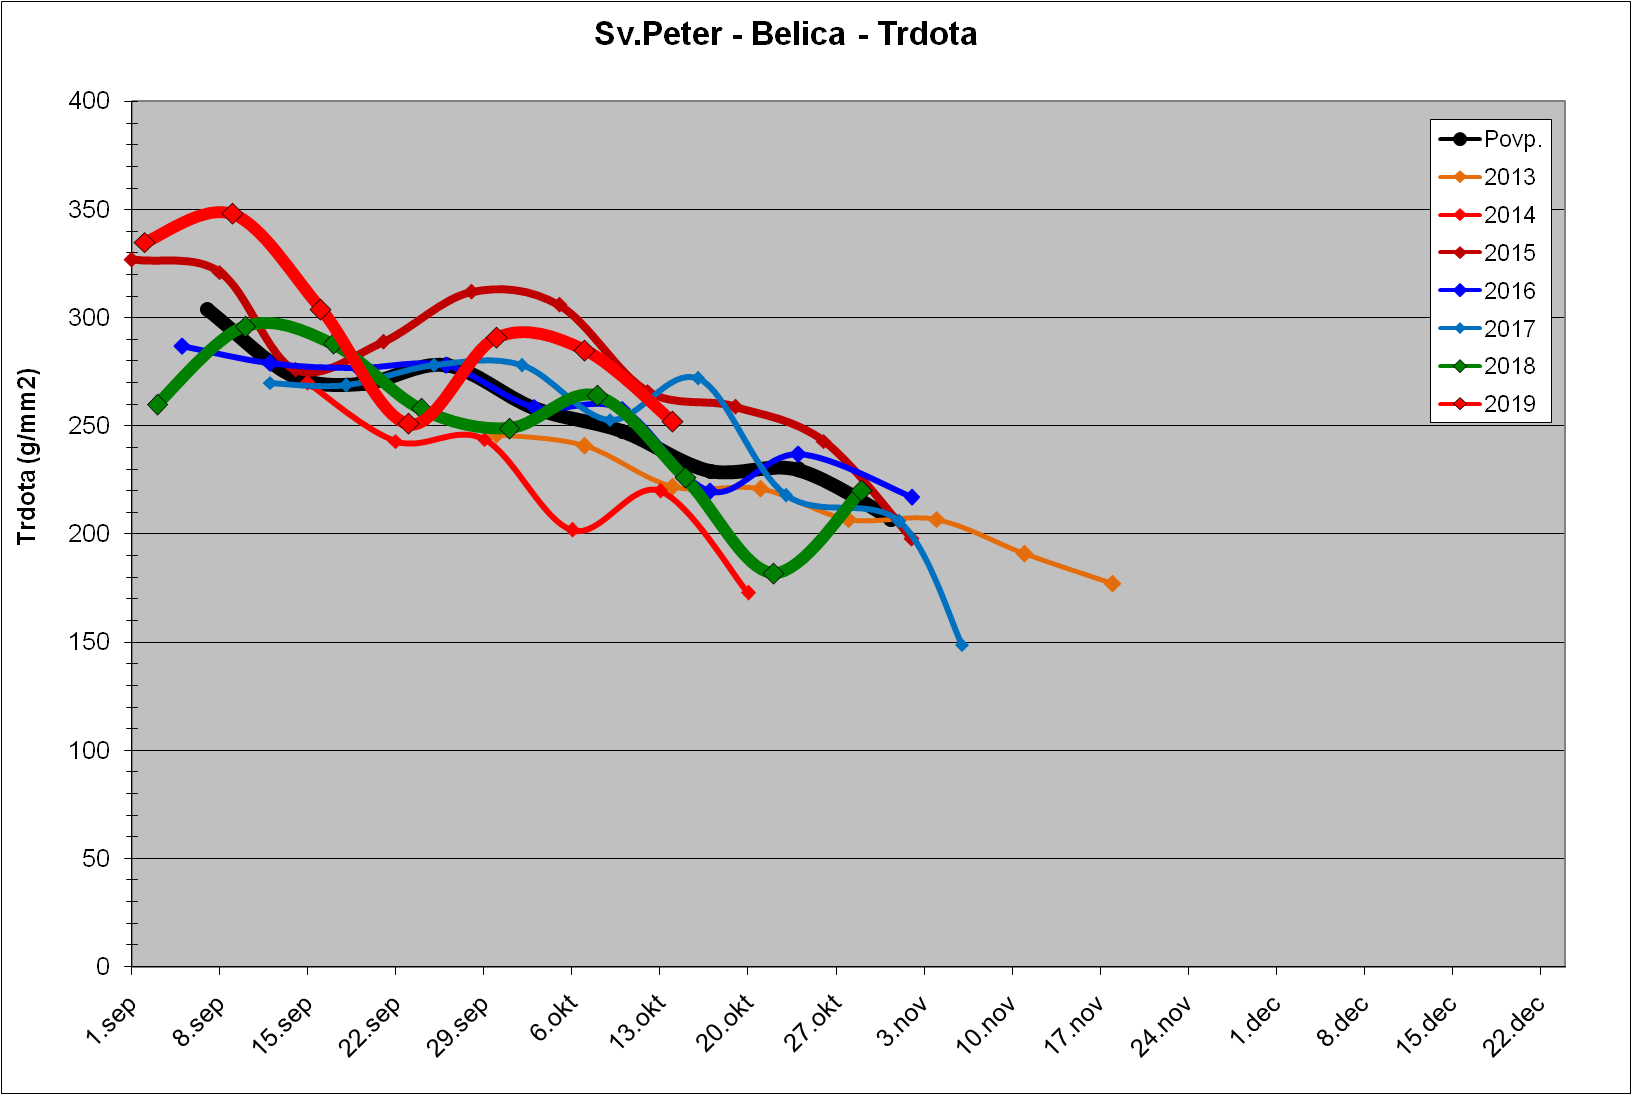 Sv.Peter - Belica - Trdota
Trdota (g/mm2)
400
350
300
250
200
150
100
50
0
1.sep
8.sep
15.sep
22.sep
29.sep
6.okt
13.okt
20.okt
27.okt
3.nov
10.nov
17.nov
24.nov
1.dec
8.dec
15.dec
22.dec
Povp.
2013
2014
2015
2016
2017
2018
2019